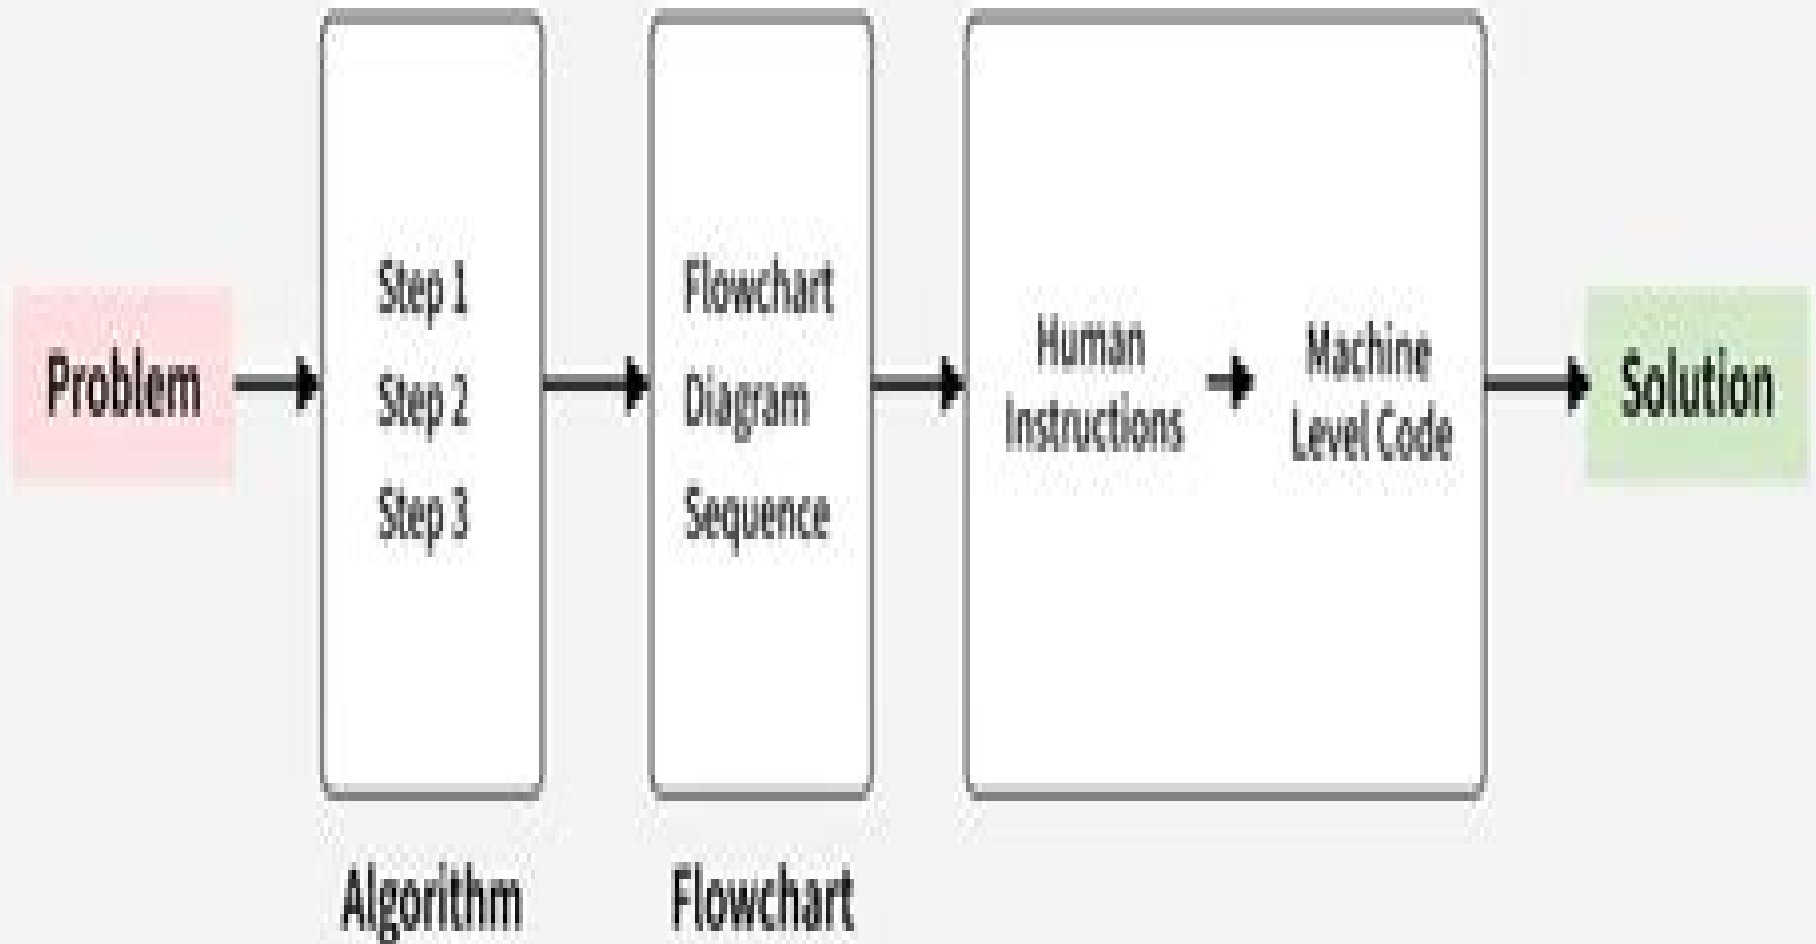 Problem
Step 1
Step 2
Step 3
Algorithm
Flowchart
Diagram
Sequence
Flowchart
Human
Instructions
Machine
Level Code
Solution